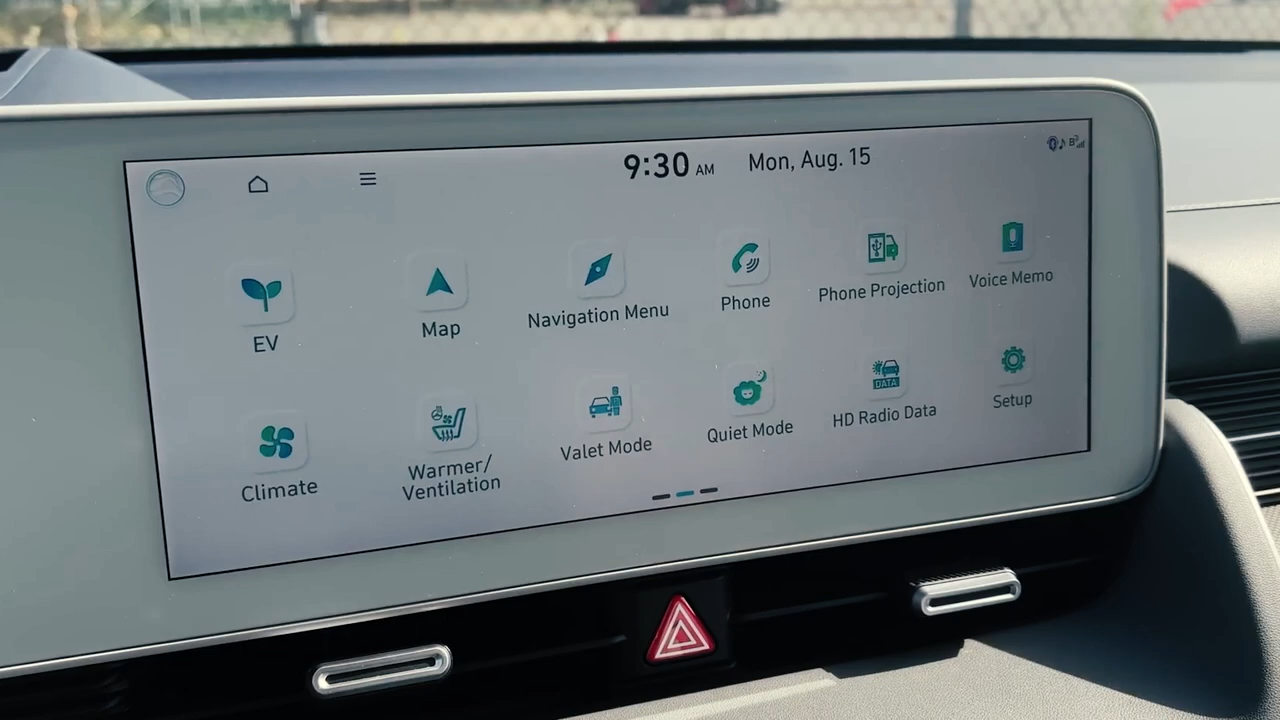 9:30 AM Mon, Aug. 15
EV
Map
Navigation Menu
Phone
Phone Projection
Voice Memo
Climate
Warmer/
Ventilation
Valet Mode
Quiet Mode
DATA
HD Radio Data
Setup